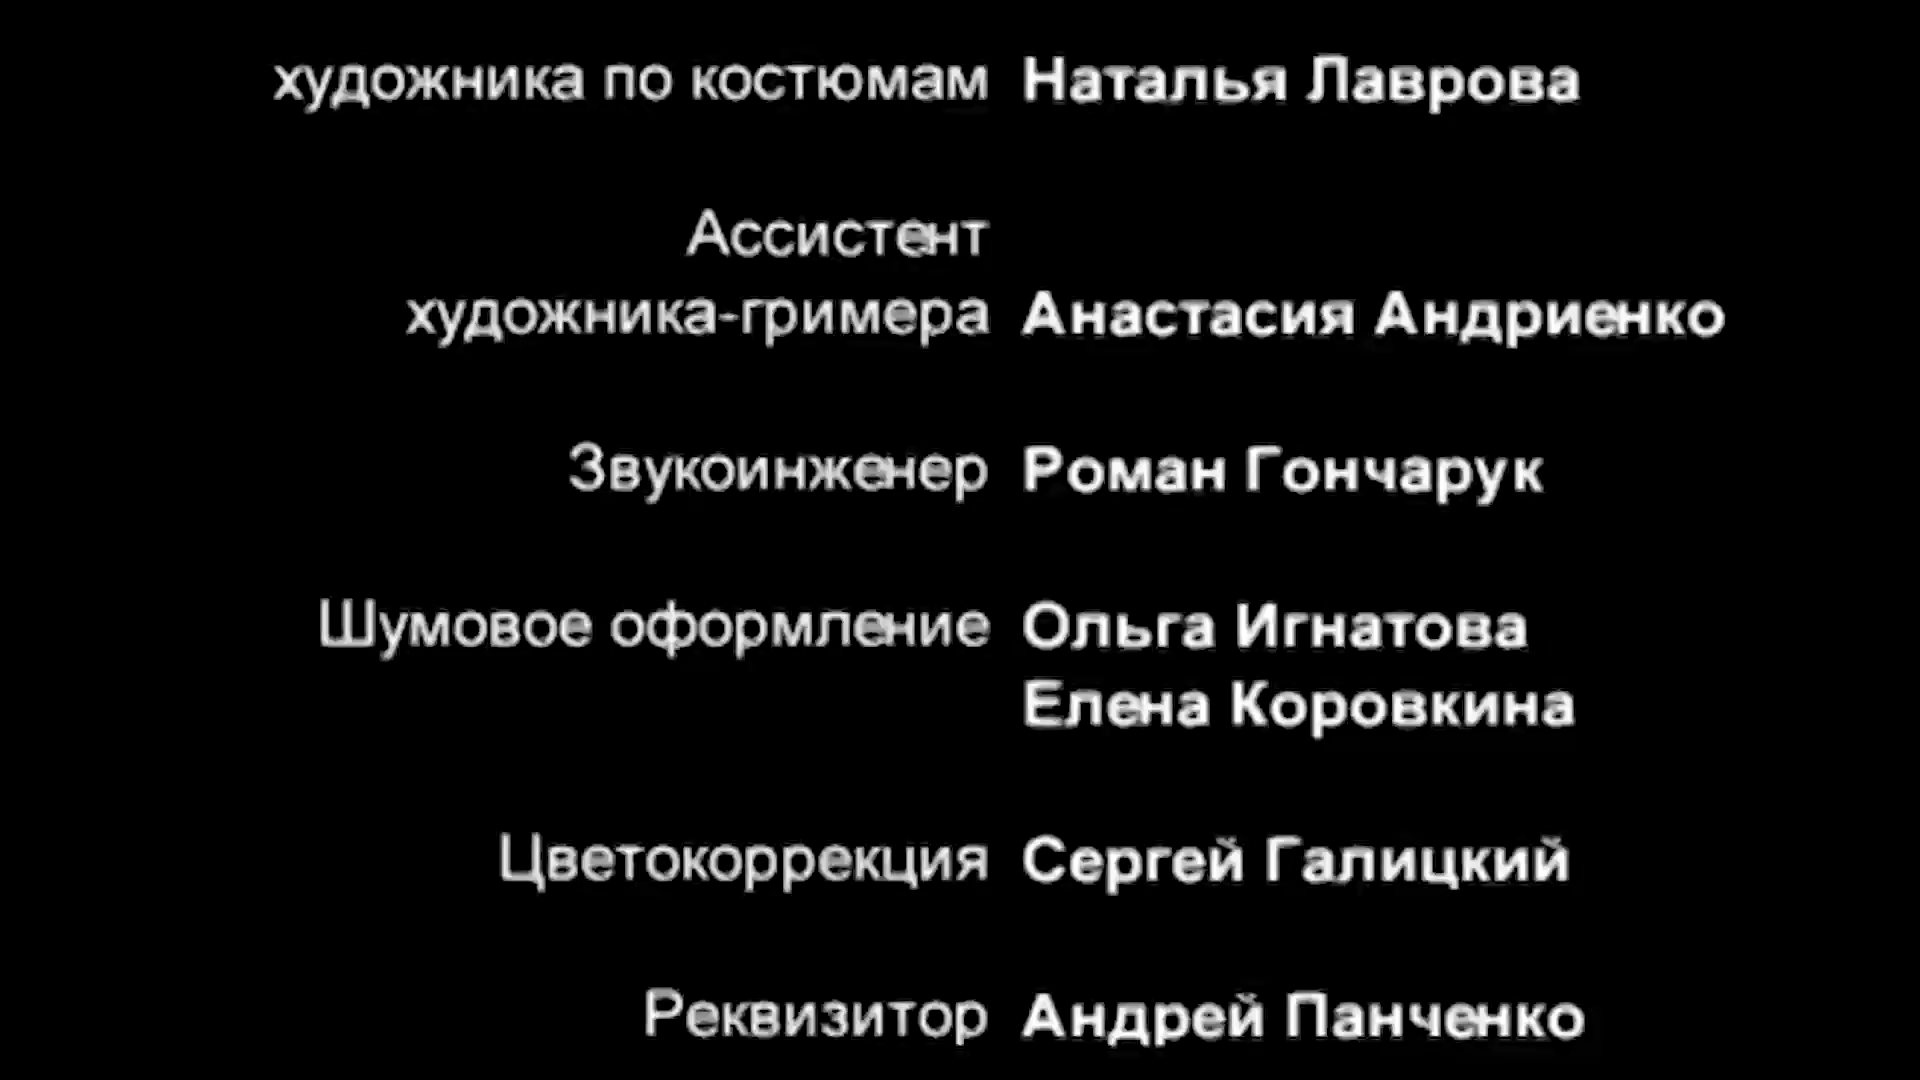 художника по костюмам Наталья Лаврова
Ассистент
художника-гримера Анастасия Андриенко
Звукоинженер Роман Гончарук
Шумовое оформление Ольга Игнатова
Елена Коровкина
Цветокоррекция Сергей Галицкий
Реквизитор Андрей Панченко